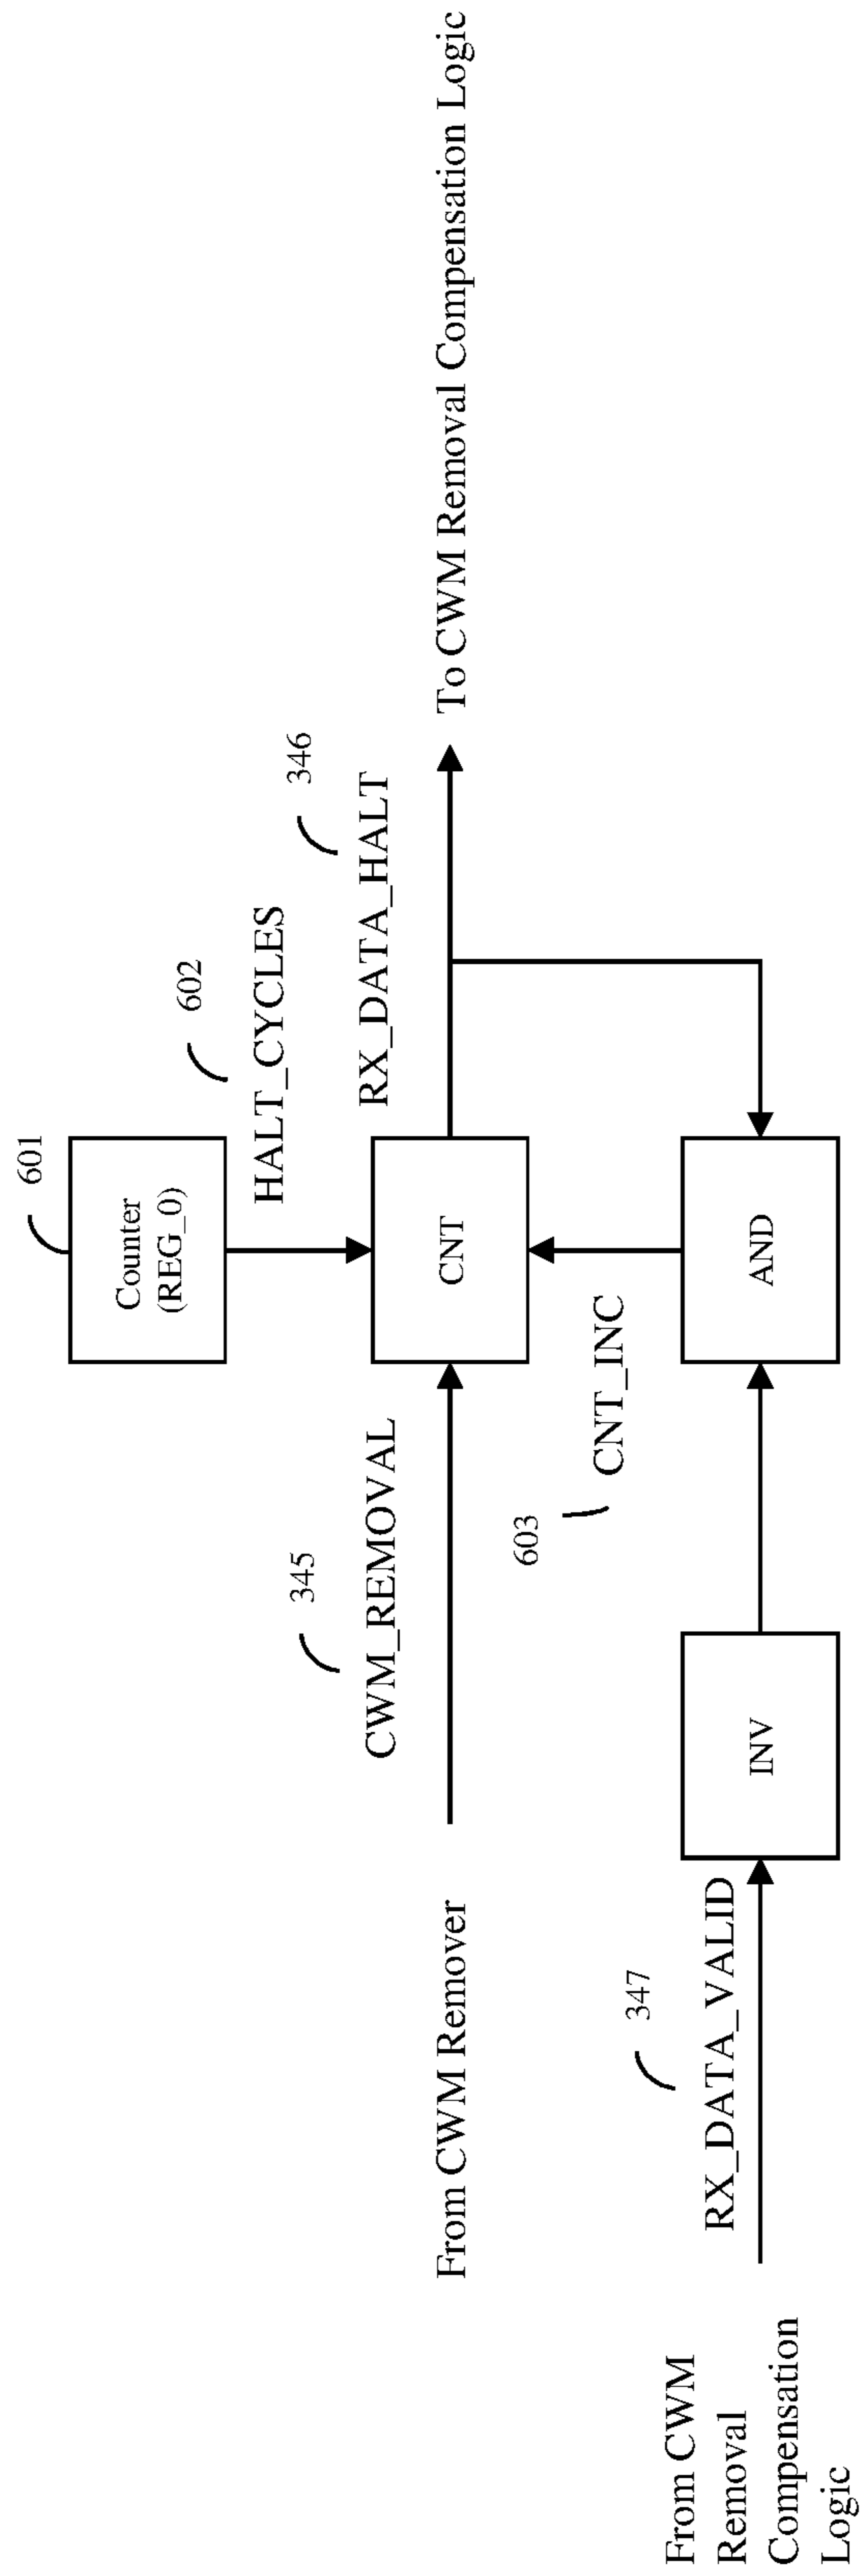 601
Counter
(REG_0)
602
HALT_CYCLES
346
RX_DATA_HALT
345
CWM_REMOVAL
From CWM Remover
CNT
To CWM Removal Compensation Logic
603
CNT_INC
347
RX_DATA_VALID
From CWM
Removal
Compensation
Logic
INV
AND